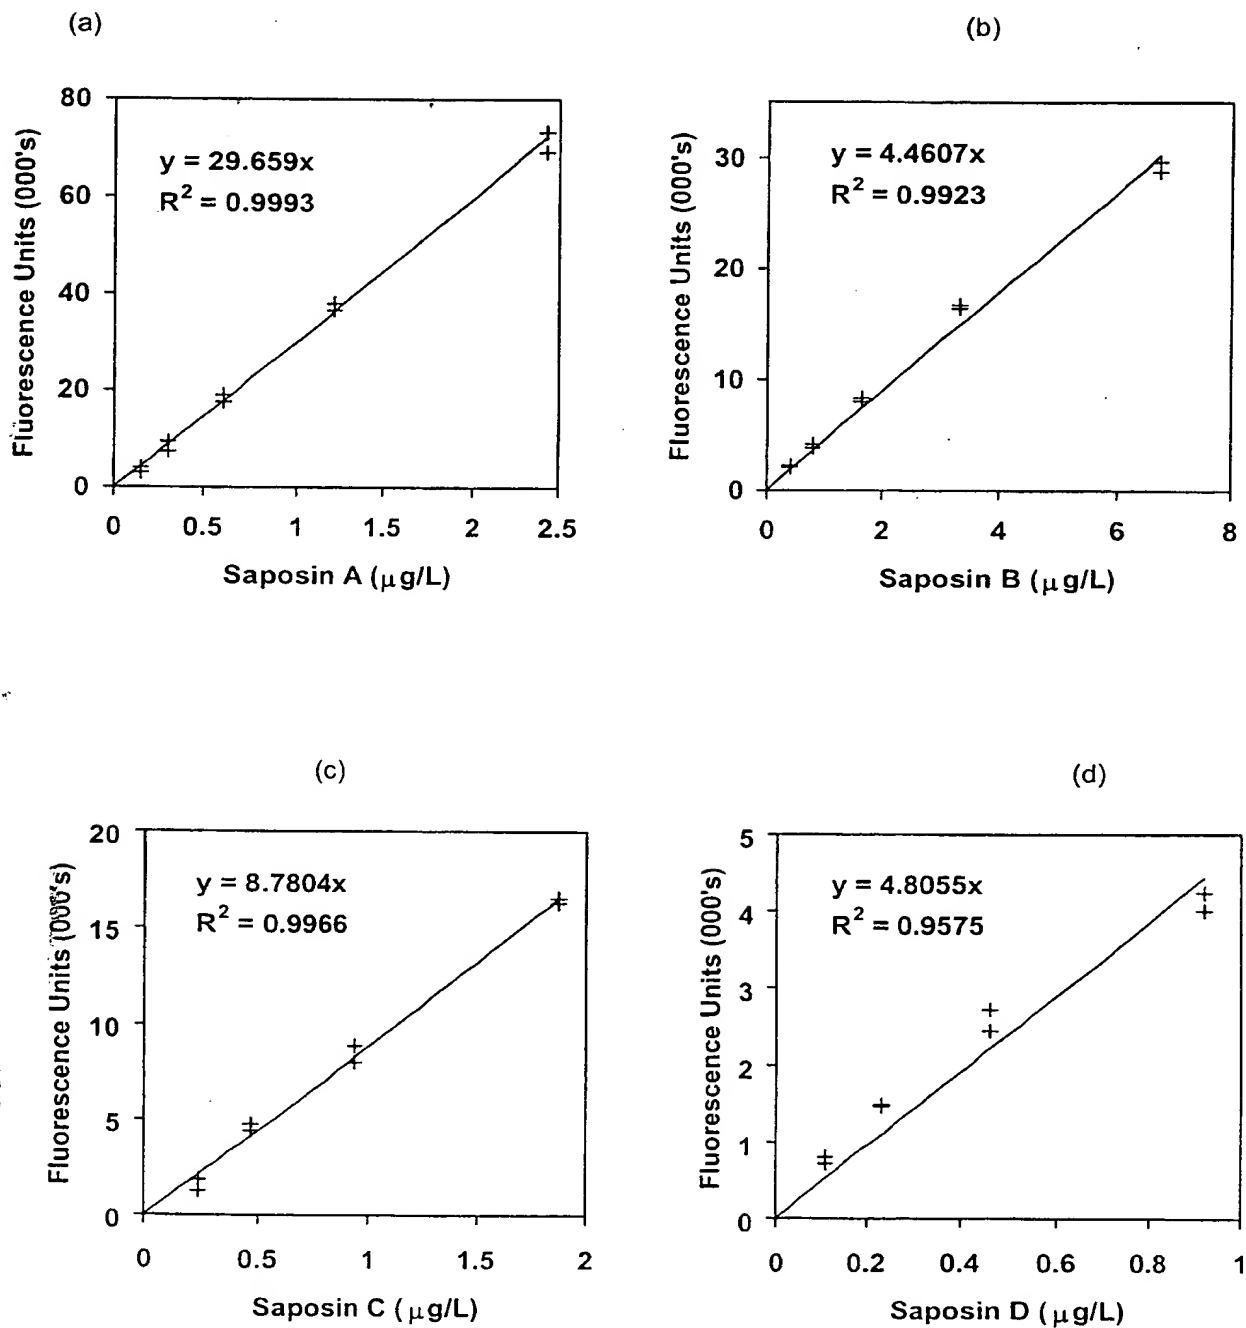 (a)
80
60
40
20
0
Fluorescence Units (000's)
y = 29.659x
R² = 0.9993
0 0.5 1 1.5 2 2.5
Saposin A (μg/L)
(b)
30
20
10
0
Fluorescence Units (000's)
y = 4.4607x
R² = 0.9923
0 2 4 6 8
Saposin B (μg/L)
(c)
20
15
10
5
0
Fluorescence Units (000's)
y = 8.7804x
R² = 0.9966
0 0.5 1 1.5 2
Saposin C (μg/L)
(d)
5
4
3
2
1
0
Fluorescence Units (000's)
y = 4.8055x
R² = 0.9575
0 0.2 0.4 0.6 0.8 1
Saposin D (μg/L)